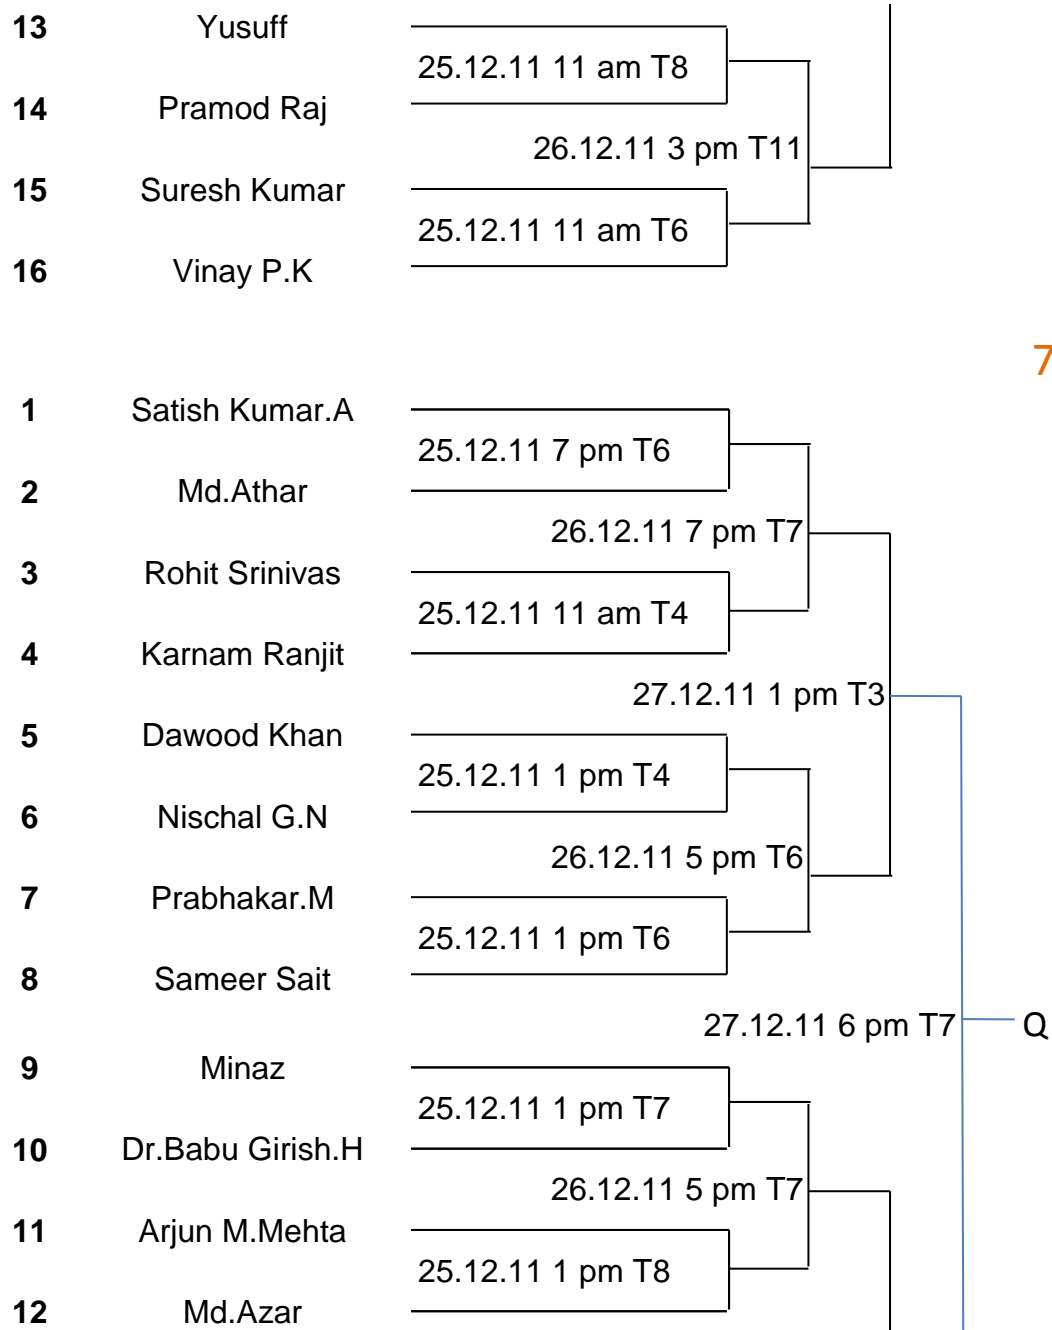 13 Yusuff
25.12.11 11 am T8
14 Pramod Raj
26.12.11 3 pm T11
15 Suresh Kumar
25.12.11 11 am T6
16 Vinay P.K
7
1 Satish Kumar.A
25.12.11 7 pm T6
2 Md.Athar
26.12.11 7 pm T7
3 Rohit Srinivas
25.12.11 11 am T4
4 Karnam Ranjit
27.12.11 1 pm T3
5 Dawood Khan
25.12.11 1 pm T4
6 Nischal G.N
26.12.11 5 pm T6
7 Prabhakar.M
25.12.11 1 pm T6
8 Sameer Sait
27.12.11 6 pm T7 Q
9 Minaz
25.12.11 1 pm T7
10 Dr.Babu Girish.H
26.12.11 5 pm T7
11 Arjun M.Mehta
25.12.11 1 pm T8
12 Md.Azar